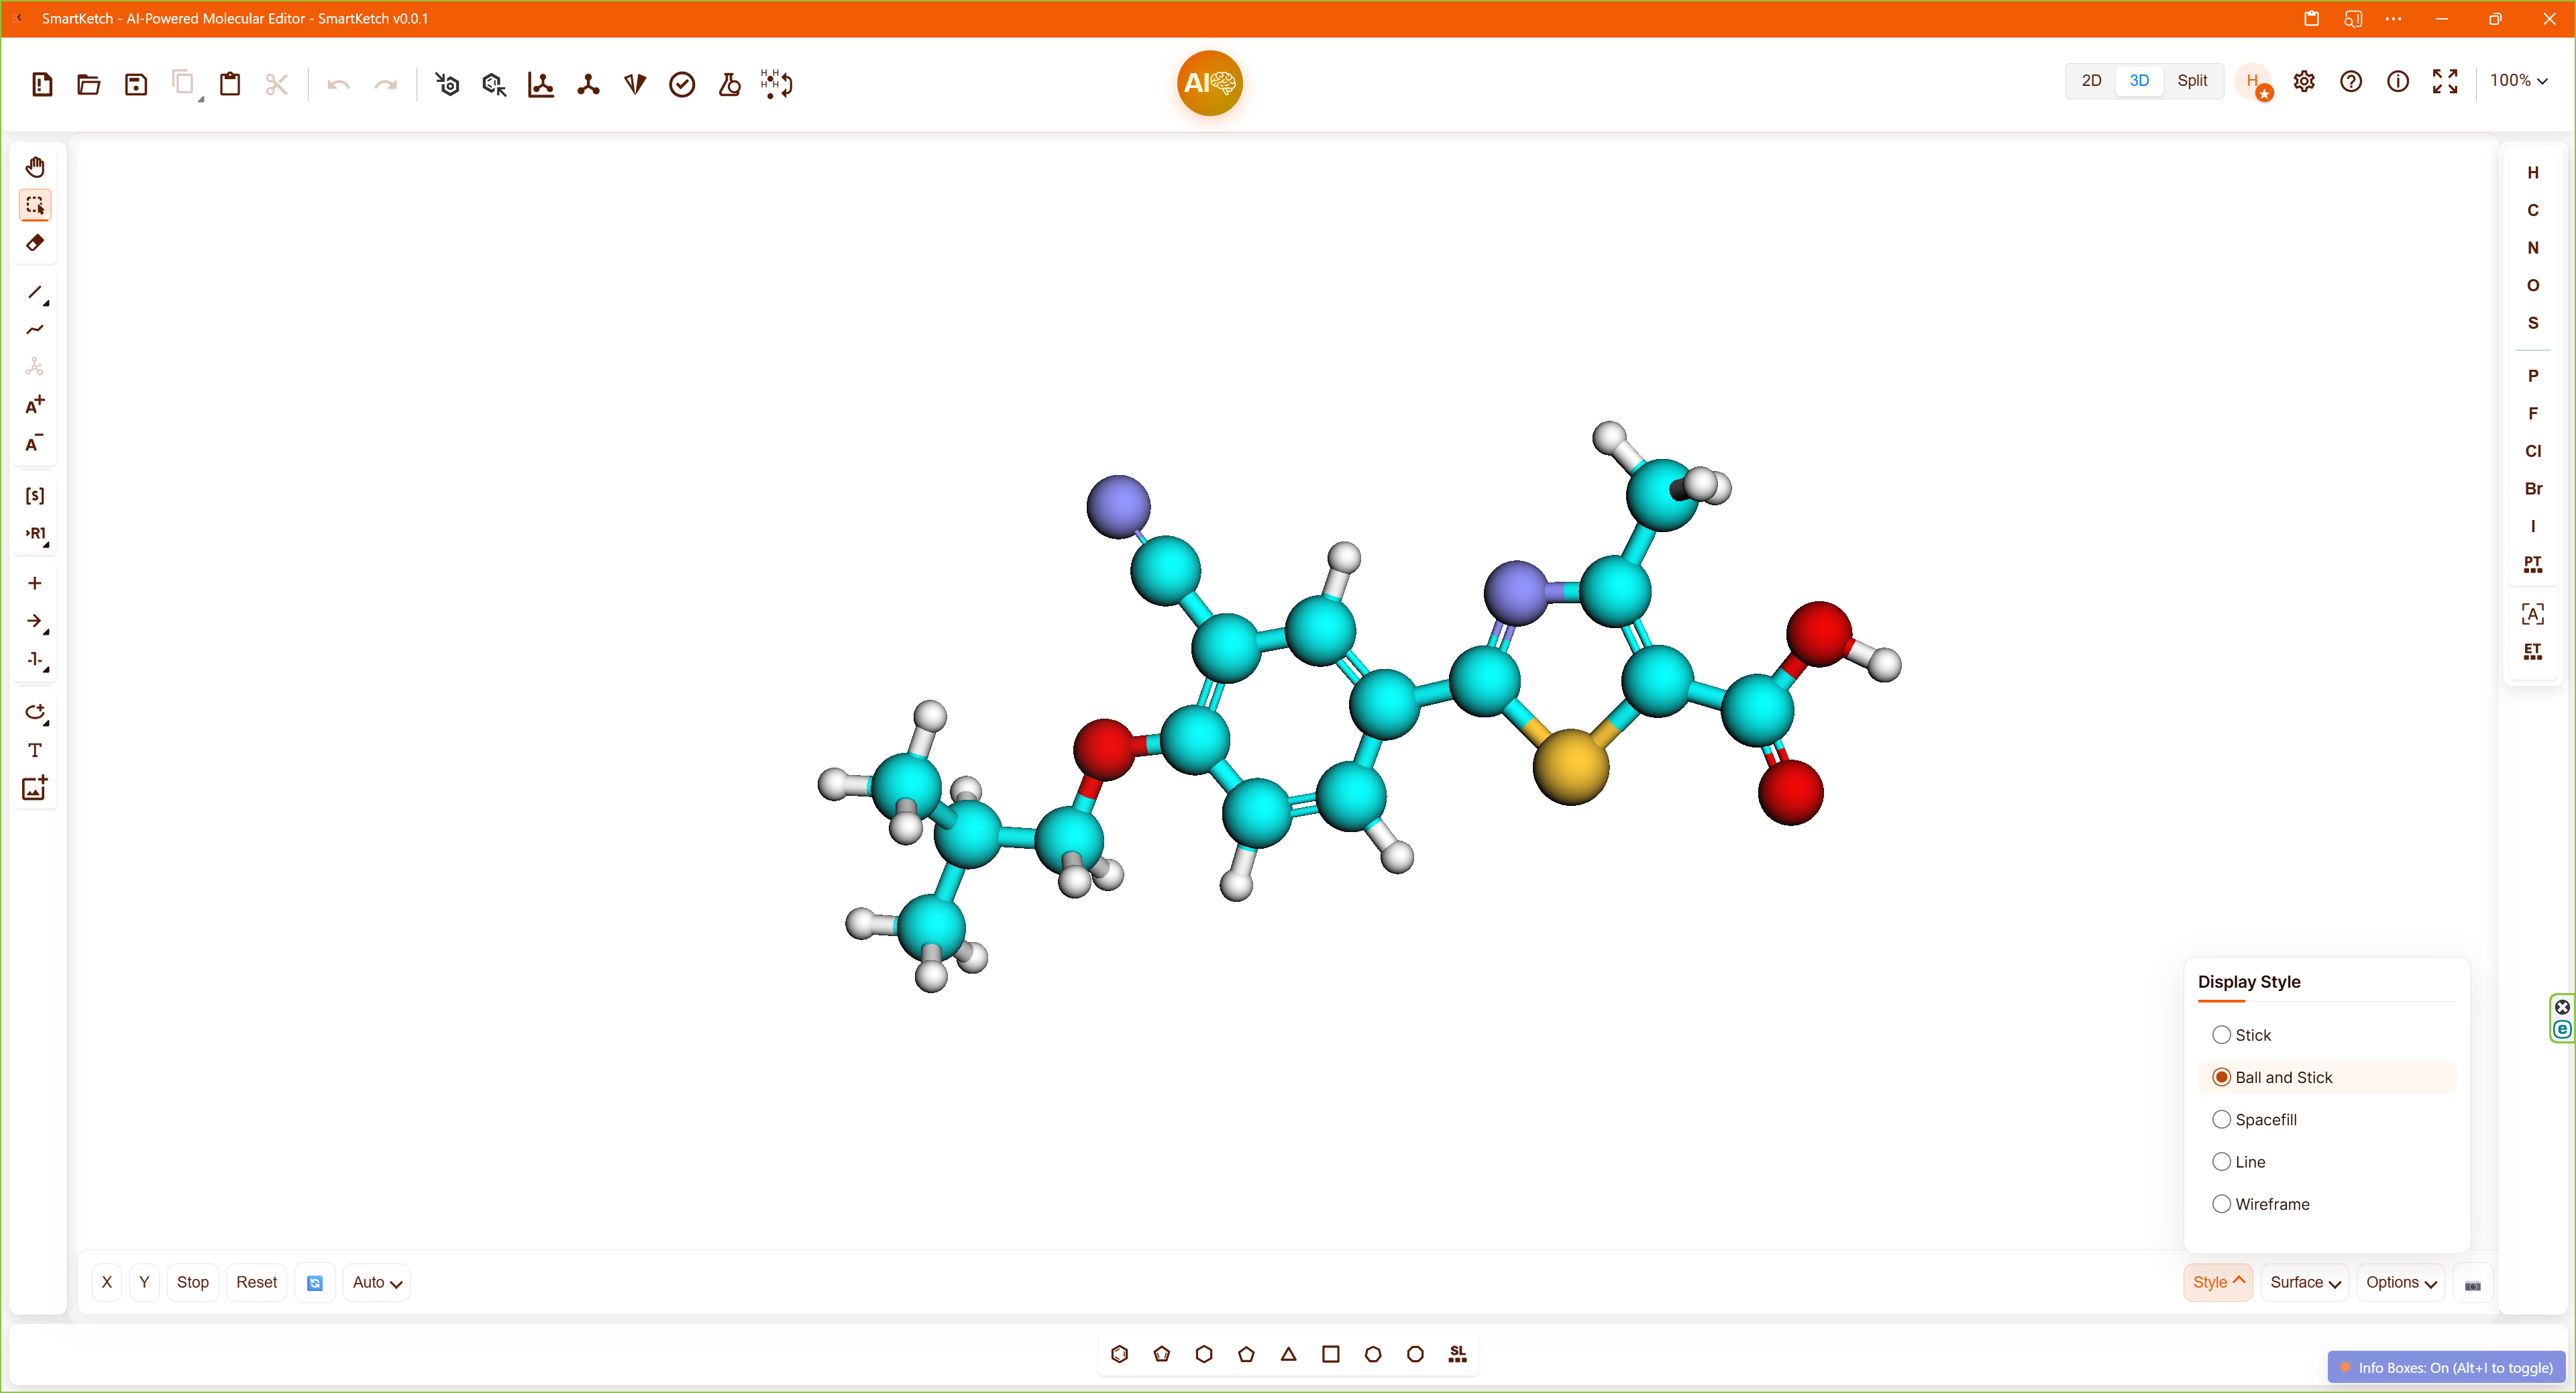 SmartKetch - AI-Powered Molecular Editor - SmartKetch v0.0.1
H H
H H
AI
2D 3D Split
H
100%
A+
A-
[s]
›R1
T
H
C
N
O
S
P
F
Cl
Br
I
PT
[A]
ET
e
Display Style
Stick
Ball and Stick
Spacefill
Line
Wireframe
X Y Stop Reset Auto
Style Surface Options
SL
Info Boxes: On (Alt+I to toggle)